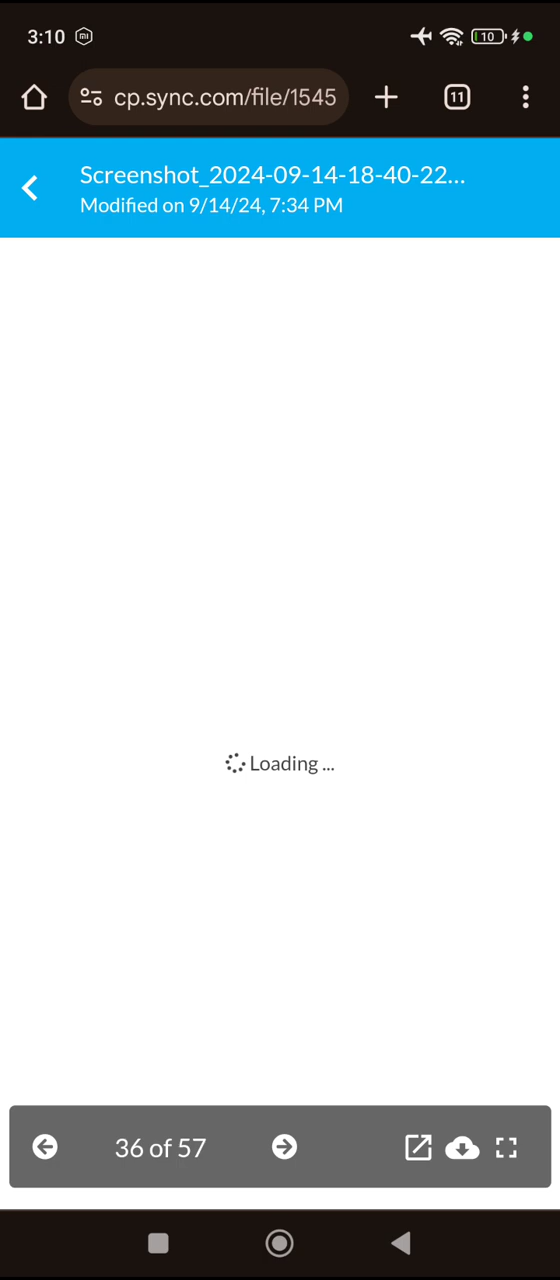 3:10
10
cp.sync.com/file/1545
11
Screenshot_2024-09-14-18-40-22...
Modified on 9/14/24, 7:34 PM
Loading ...
36 of 57